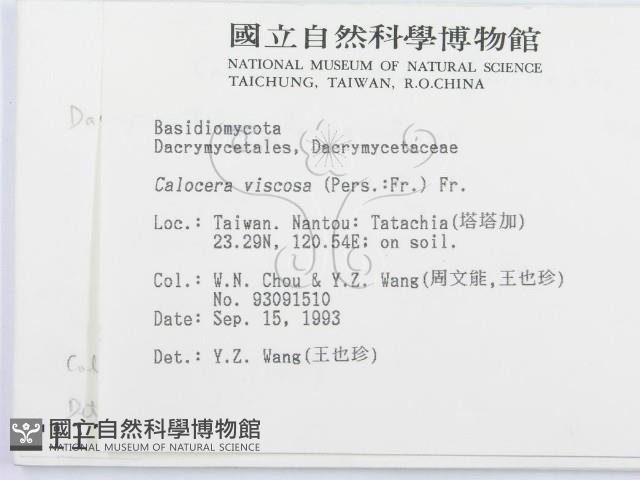 國立自然科學博物館
NATIONAL MUSEUM OF NATURAL SCIENCE
TAICHUNG, TAIWAN, R.O.CHINA
Da
Basidiomycota
Dacrymycetales, Dacrymycetaceae
Calocera viscosa (Pers.:Fr.) Fr.
Loc.: Taiwan. Nantou: Tatachia(塔塔加)
23.29N, 120.54E; on soil.
Col.: W.N. Chou & Y.Z. Wang(周文能,王也珍)
No. 93091510
Date: Sep. 15, 1993
Det.: Y.Z. Wang(王也珍)
Col
Det
國立自然科學博物館
NATIONAL MUSEUM OF NATURAL SCIENCE